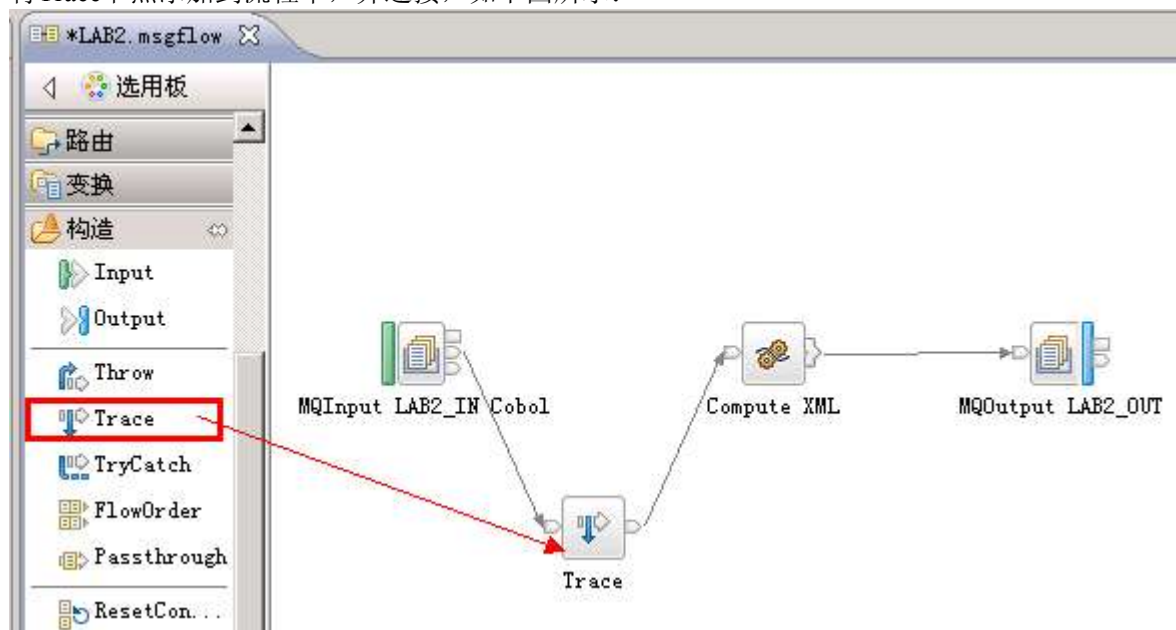 *LAB2.msgflow
选用板
路由
变换
构造
Input
Output
Throw
Trace
TryCatch
FlowOrder
Passthrough
ResetCon...
MQInput LAB2_IN Cobol
Compute XML
MQOutput LAB2_OUT
Trace